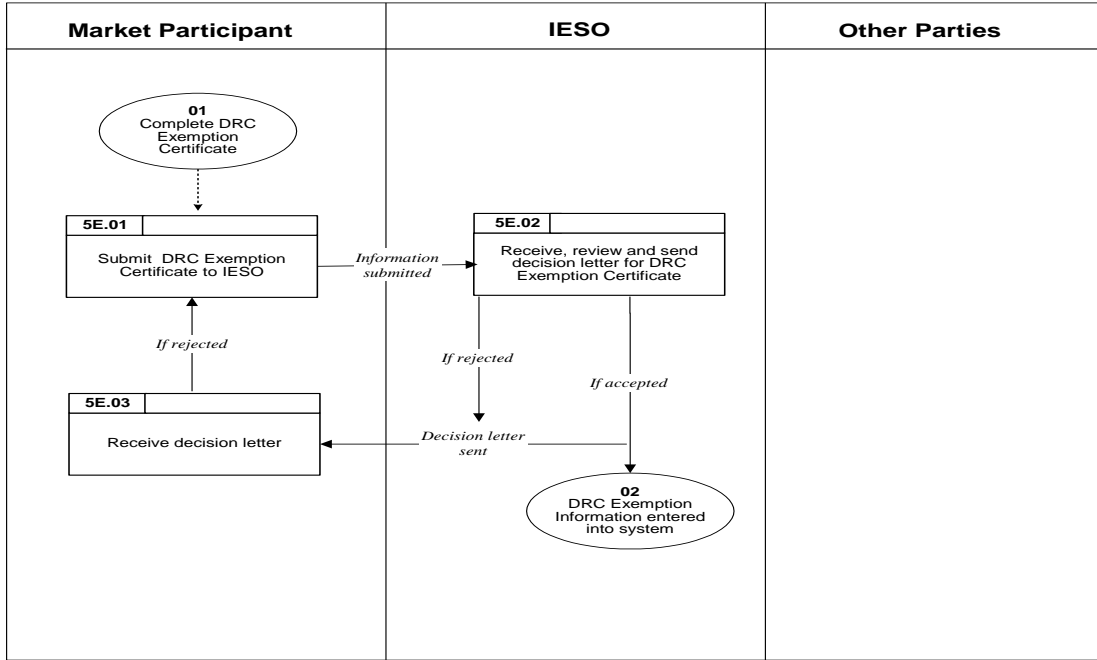 Market Participant
IESO
Other Parties
01
Complete DRC
Exemption
Certificate
5E.01
Submit DRC Exemption
Certificate to IESO
Information
submitted
5E.02
Receive, review and send
decision letter for DRC
Exemption Certificate
If rejected
If rejected
If accepted
5E.03
Receive decision letter
Decision letter
sent
02
DRC Exemption
Information entered
into system